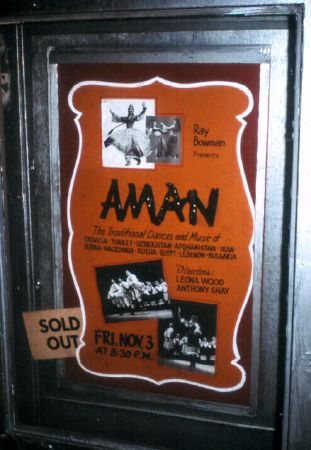 Ray
Bowman
Presents
AMAN
The Traditional Dances and Music of
CROATIA · TURKEY · UZBEKISTAN · AFGHANISTAN · IRAN ·
SERBIA · MACEDONIA · RUSSIA · EGYPT · LEBENON · BULGARIA
Directors:
LEONA WOOD
ANTHONY SHAY
SOLD
OUT
FRI. NOV. 3
AT 8:30 P.M.